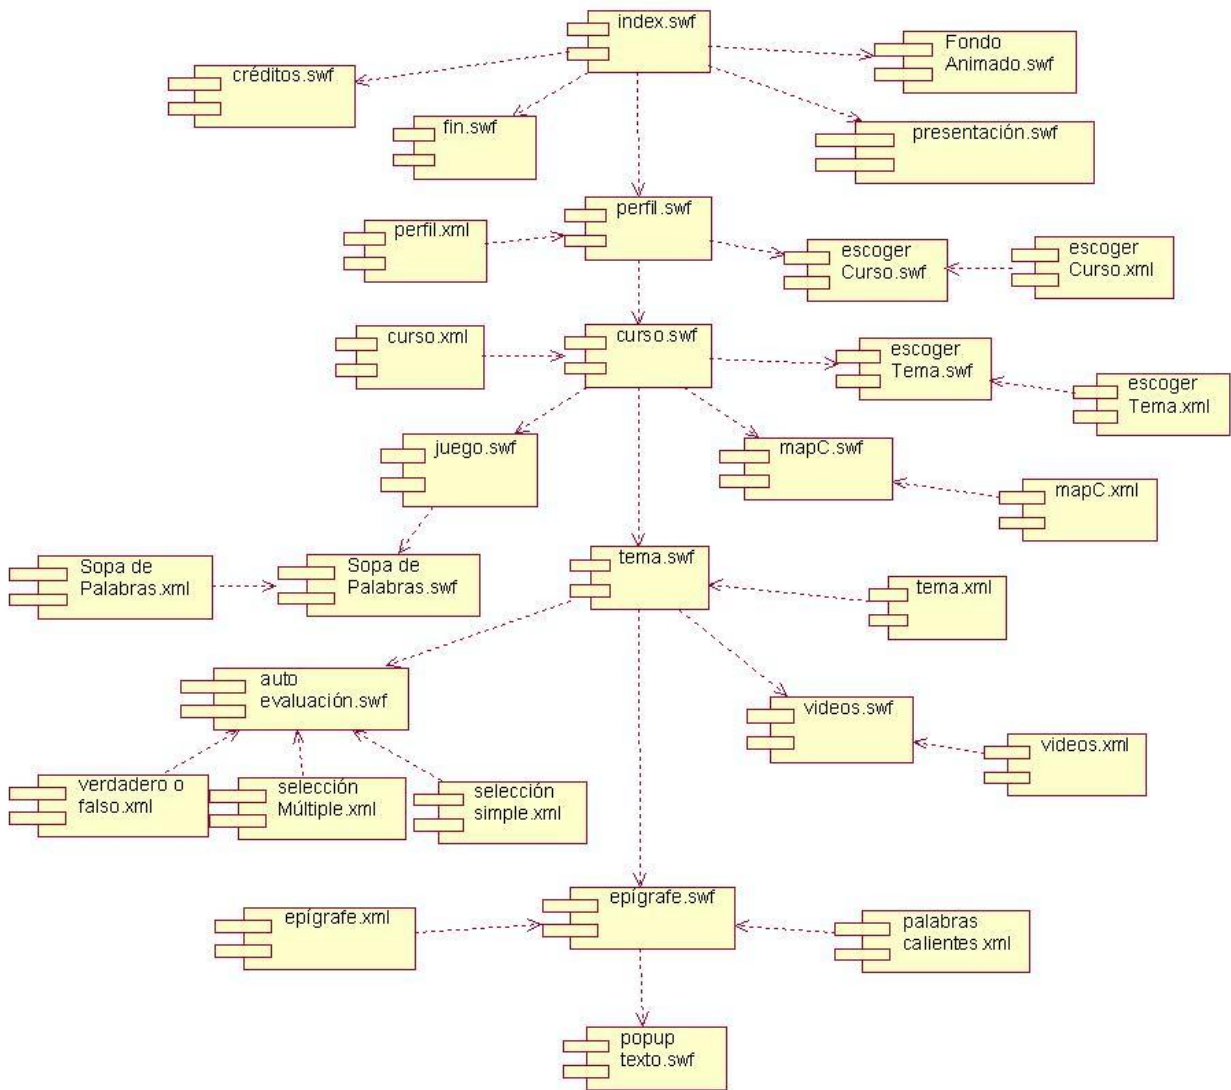 index.swf
Fondo
Animado.swf
créditos.swf
fin.swf
presentación.swf
perfil.swf
perfil.xml
escoger
Curso.swf
escoger
Curso.xml
curso.xml
curso.swf
escoger
Tema.swf
escoger
Tema.xml
juego.swf
mapC.swf
mapC.xml
Sopa de
Palabras.xml
Sopa de
Palabras.swf
tema.swf
tema.xml
auto
evaluación.swf
videos.swf
videos.xml
verdadero o
falso.xml
selección
Múltiple.xml
selección
simple.xml
epígrafe.swf
epígrafe.xml
palabras
calientes.xml
popup
texto.swf